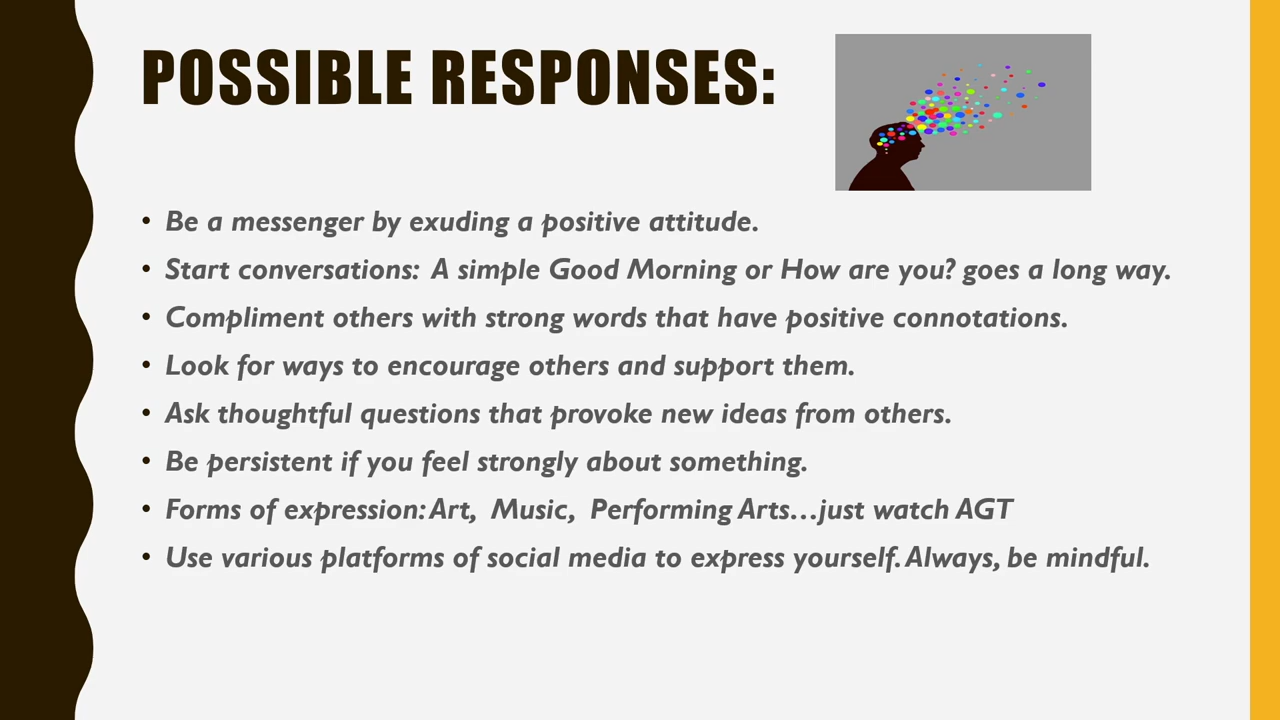 POSSIBLE RESPONSES:
• Be a messenger by exuding a positive attitude.
• Start conversations: A simple Good Morning or How are you? goes a long way.
• Compliment others with strong words that have positive connotations.
• Look for ways to encourage others and support them.
• Ask thoughtful questions that provoke new ideas from others.
• Be persistent if you feel strongly about something.
• Forms of expression: Art, Music, Performing Arts...just watch AGT
• Use various platforms of social media to express yourself. Always, be mindful.